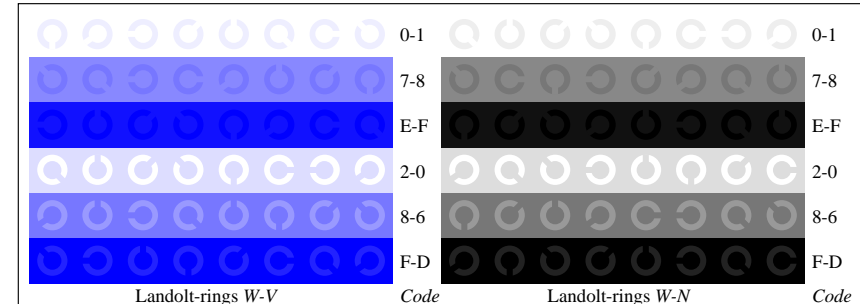 0-1 0-1
7-8 7-8
E-F E-F
2-0 2-0
8-6 8-6
F-D F-D
Landolt-rings W-V Code Landolt-rings W-N Code